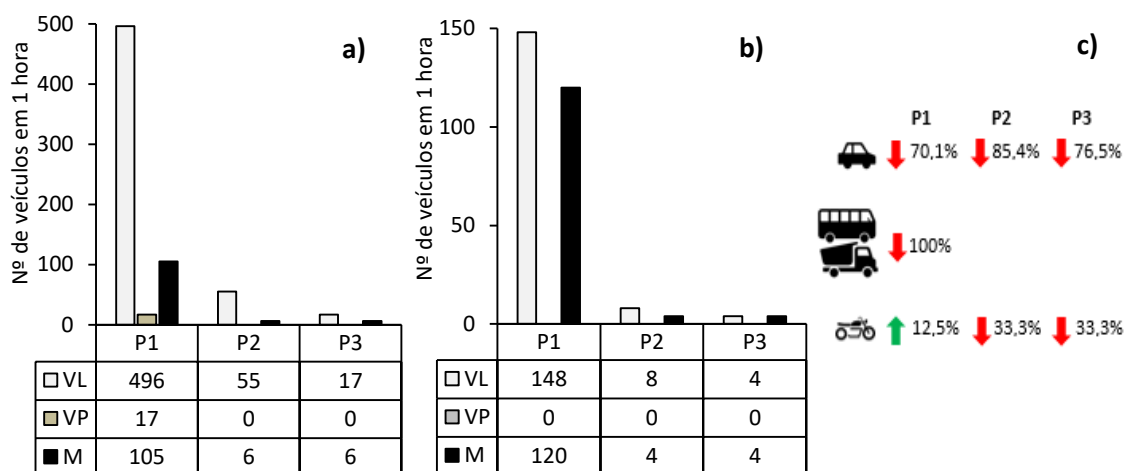 a)
Nº de veículos em 1 hora
500
400
300
200
100
0
P1 P2 P3
VL 496 55 17
VP 17 0 0
M 105 6 6
b)
Nº de veículos em 1 hora
150
100
50
0
P1 P2 P3
VL 148 8 4
VP 0 0 0
M 120 4 4
c)
P1 P2 P3
70,1% 85,4% 76,5%
100%
12,5% 33,3% 33,3%